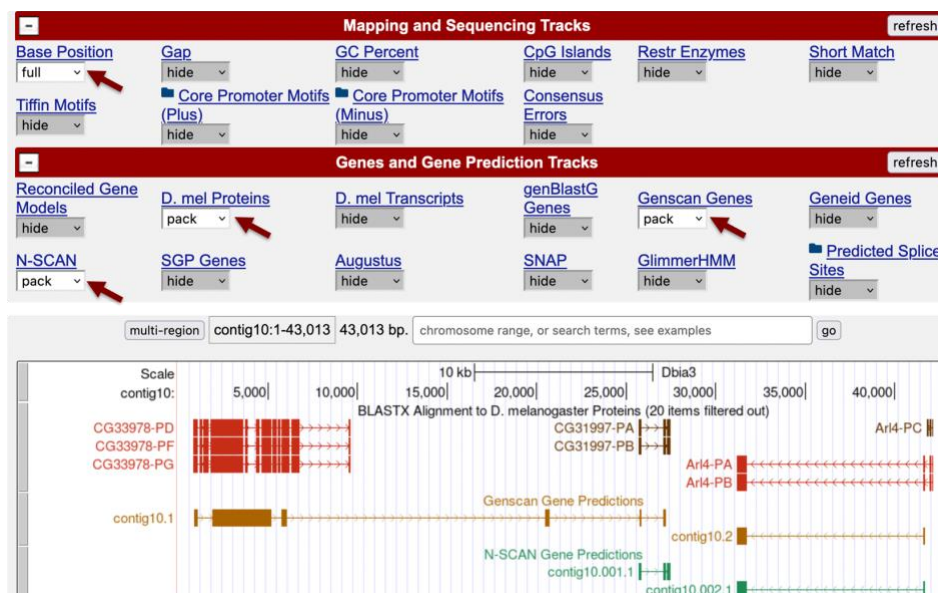 - Mapping and Sequencing Tracks refresh
Base Position Gap GC Percent CpG Islands Restr Enzymes Short Match
full hide hide hide hide hide
Tiffin Motifs Core Promoter Motifs (Plus) Core Promoter Motifs (Minus) Consensus Errors
hide hide hide hide
- Genes and Gene Prediction Tracks refresh
Reconciled Gene Models D. mel Proteins D. mel Transcripts genBlastG Genes Genscan Genes Geneid Genes
hide pack hide hide pack hide
N-SCAN SGP Genes Augustus SNAP GlimmerHMM Predicted Splice Sites
pack hide hide hide hide hide
multi-region contig10:1-43,013 43,013 bp. chromosome range, or search terms, see examples go
Scale 10 kb Dbia3
contig10: 5,000 10,000 15,000 20,000 25,000 30,000 35,000 40,000
BLASTX Alignment to D. melanogaster Proteins (20 items filtered out)
CG33978-PD CG31997-PA Arl4-PC
CG33978-PF CG31997-PB
CG33978-PG Arl4-PA
Arl4-PB
Genscan Gene Predictions
contig10.1
contig10.2
N-SCAN Gene Predictions
contig10.001.1
contig10.002.1